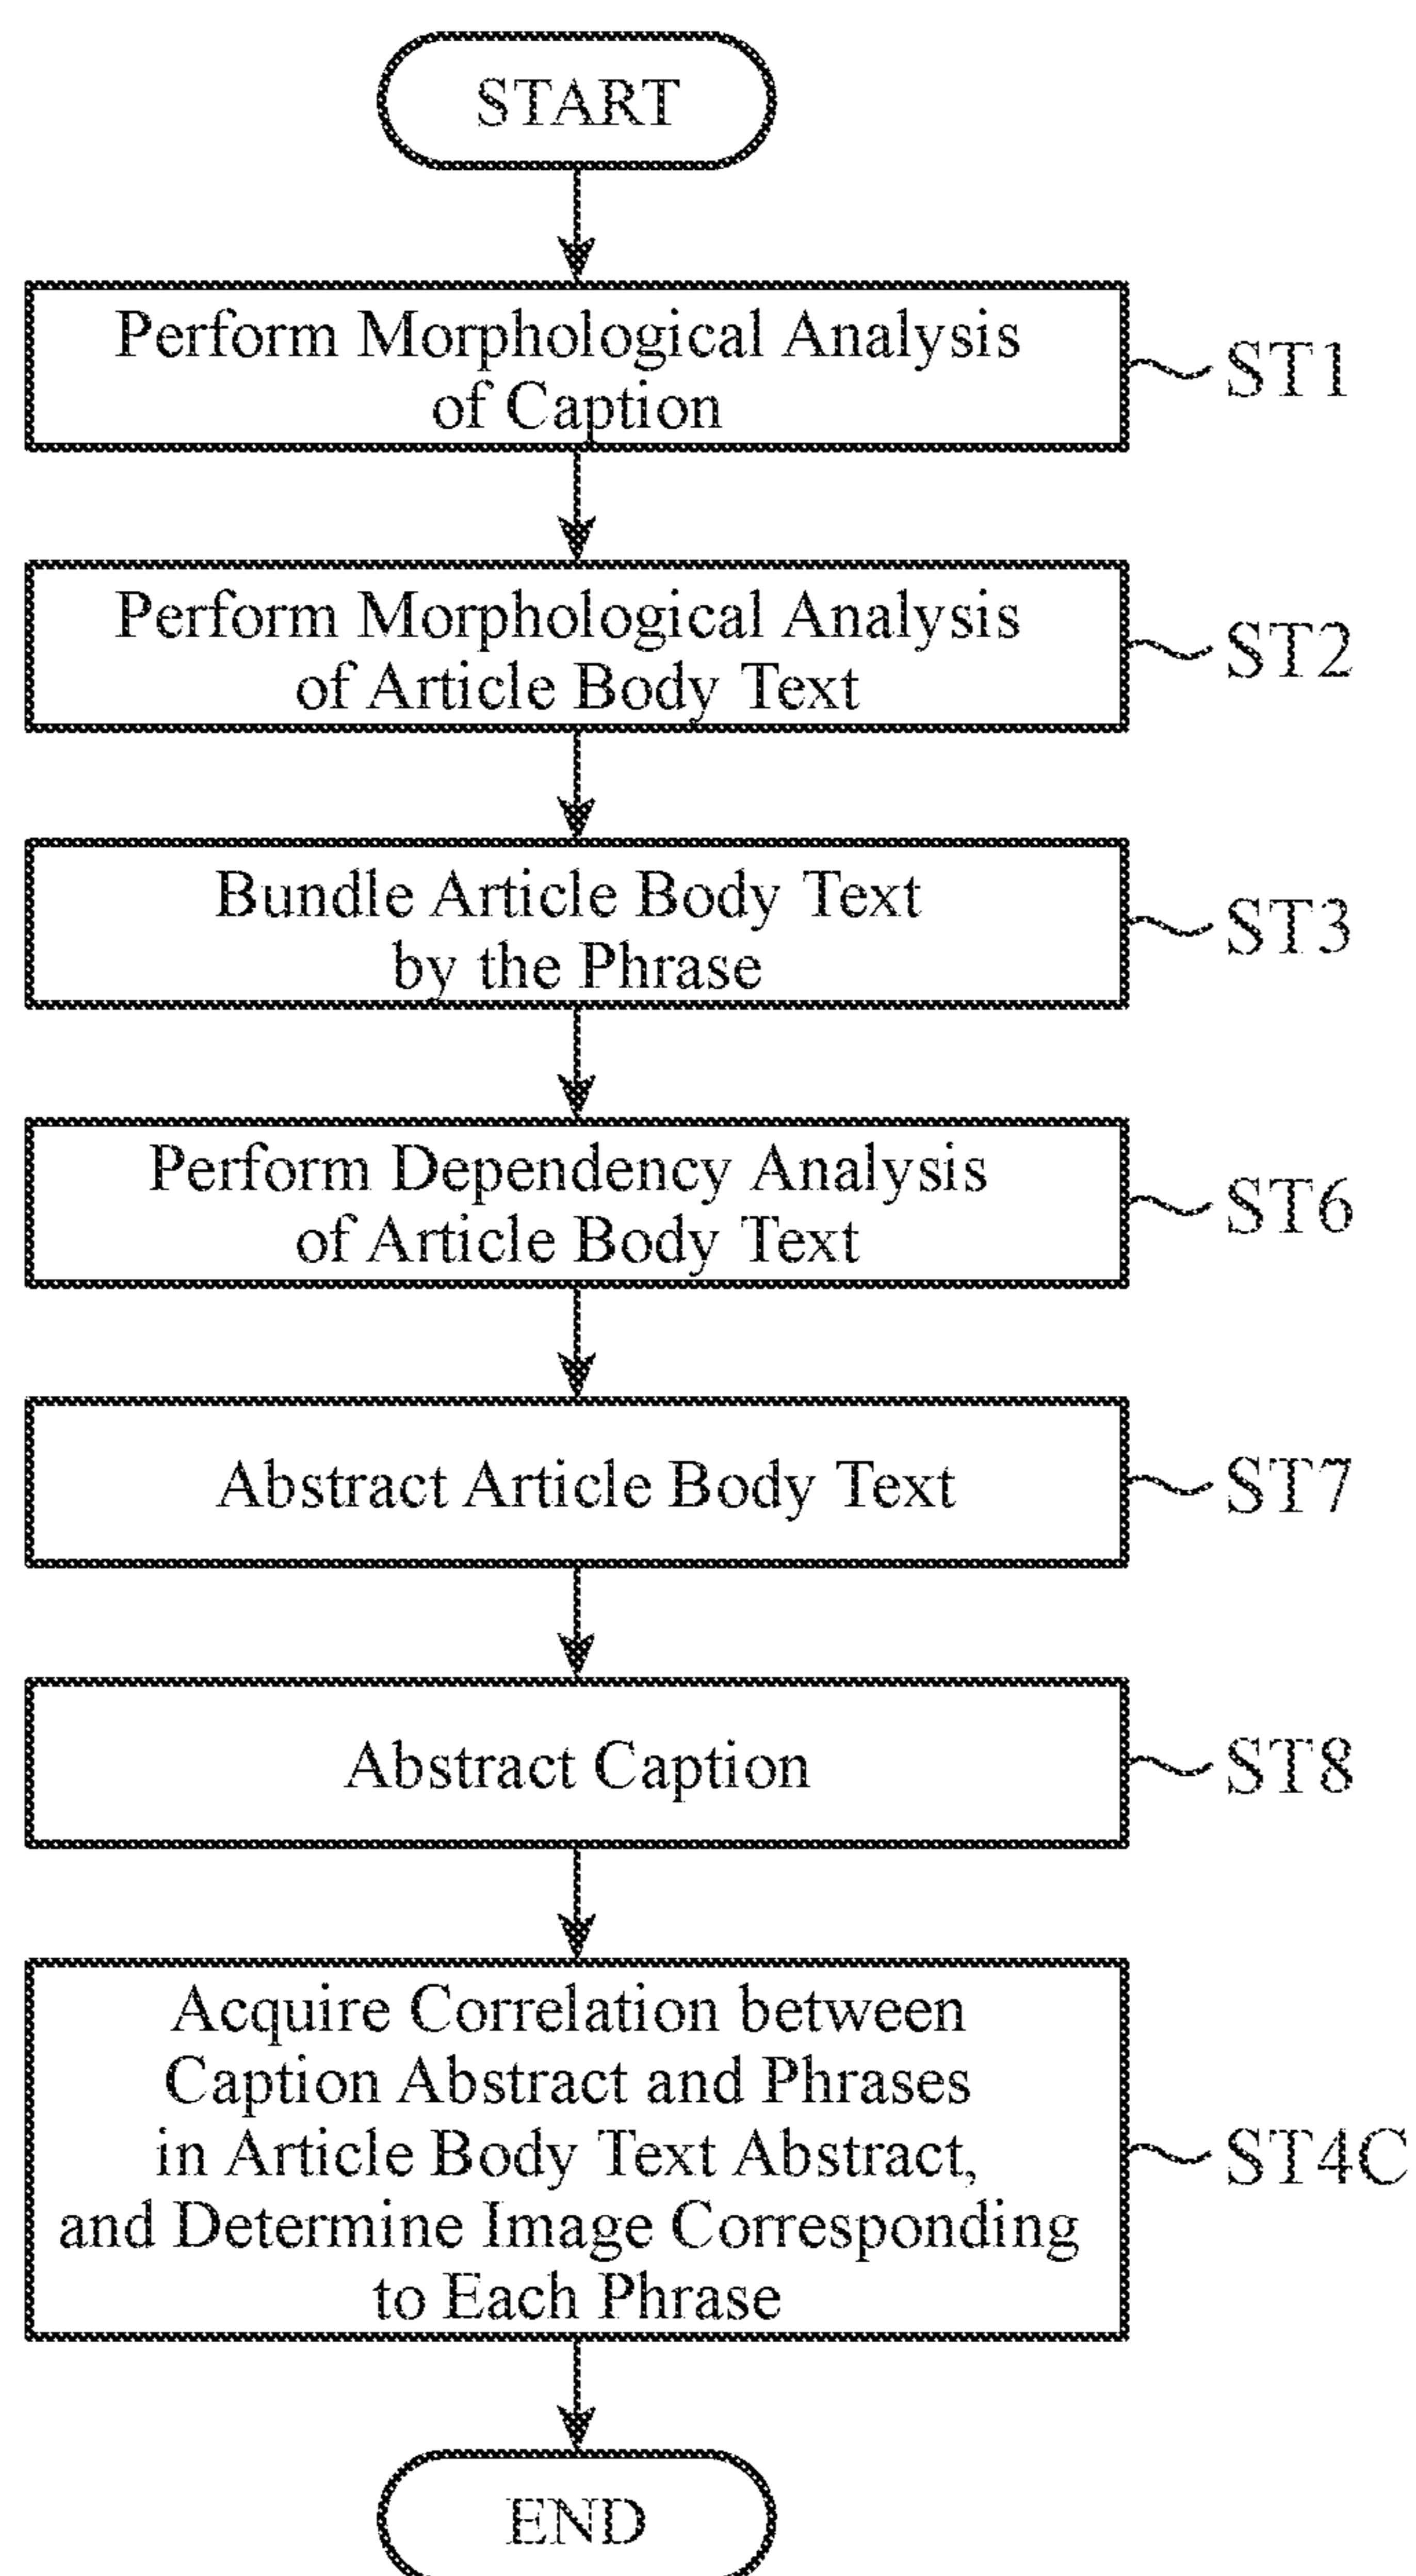 START
Perform Morphological Analysis
of Caption
ST1
Perform Morphological Analysis
of Article Body Text
ST2
Bundle Article Body Text
by the Phrase
ST3
Perform Dependency Analysis
of Article Body Text
ST6
Abstract Article Body Text
ST7
Abstract Caption
ST8
Acquire Correlation between
Caption Abstract and Phrases
in Article Body Text Abstract,
and Determine Image Corresponding
to Each Phrase
ST4C
END